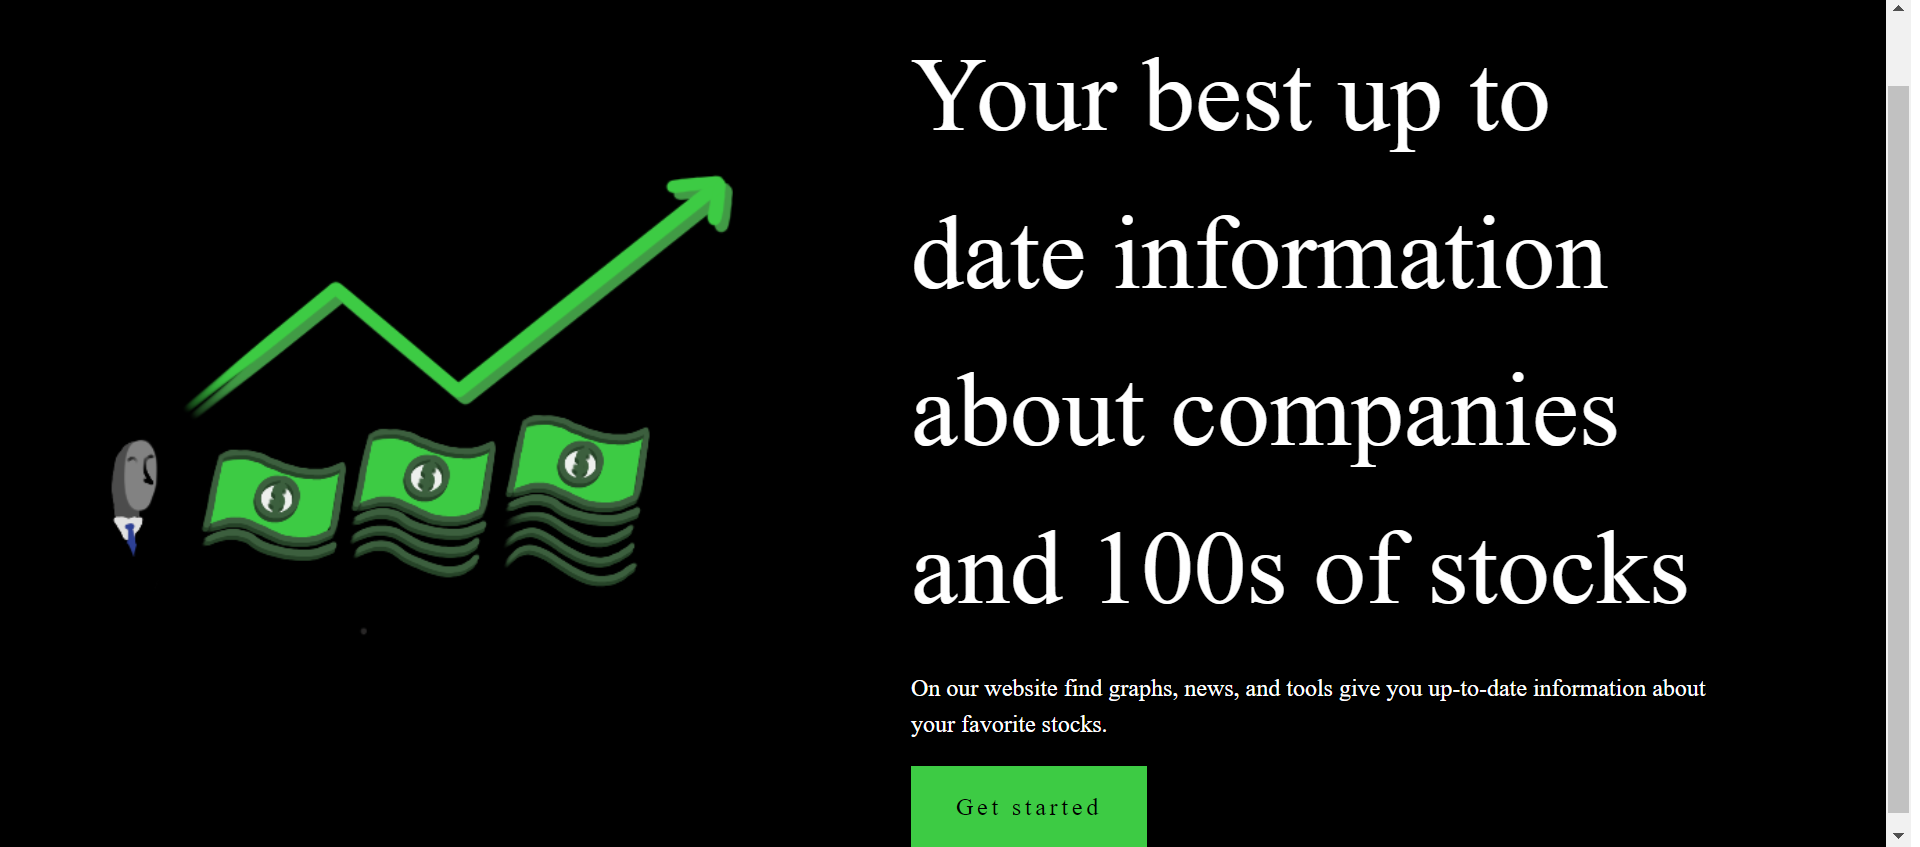 Your best up to
date information
about companies
and 100s of stocks
On our website find graphs, news, and tools give you up-to-date information about
your favorite stocks.
Get started